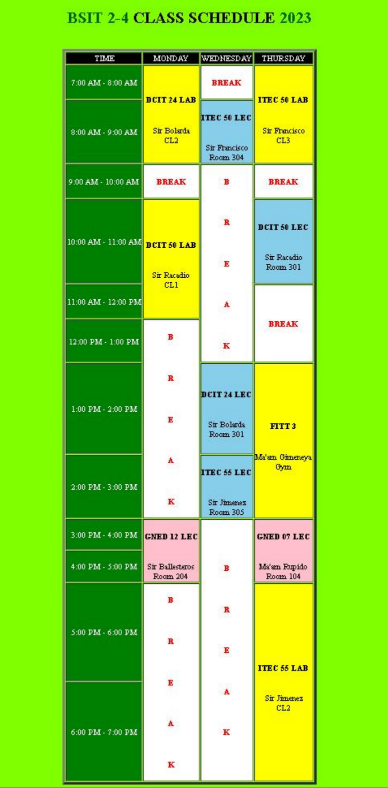 BSIT 2-4 CLASS SCHEDULE 2023
TIME MONDAY WEDNESDAY THURSDAY
7:00 AM - 8:00 AM
DCIT 24 LAB
Sir Bolarda
CL2
BREAK
ITEC 50 LAB
Sir Francisco
CL3
8:00 AM - 9:00 AM
ITEC 50 LEC
Sir Francisco
Room 304
9:00 AM - 10:00 AM
BREAK
B
R
E
A
K
BREAK
10:00 AM - 11:00 AM
DCIT 50 LAB
Sir Racadio
CL1
DCIT 50 LEC
Sir Racadio
Room 301
11:00 AM - 12:00 PM
BREAK
12:00 PM - 1:00 PM
B
R
E
A
K
1:00 PM - 2:00 PM
DCIT 24 LEC
Sir Bolarda
Room 301
FITT 3
Ma'am Gimeneya
Gym
2:00 PM - 3:00 PM
ITEC 55 LEC
Sir Jimenez
Room 305
3:00 PM - 4:00 PM
GNED 12 LEC
Sir Ballesteros
Room 204
B
R
E
A
K
GNED 07 LEC
Ma'am Rupido
Room 104
4:00 PM - 5:00 PM
5:00 PM - 6:00 PM
B
R
E
A
K
ITEC 55 LAB
Sir Jimenez
CL2
6:00 PM - 7:00 PM